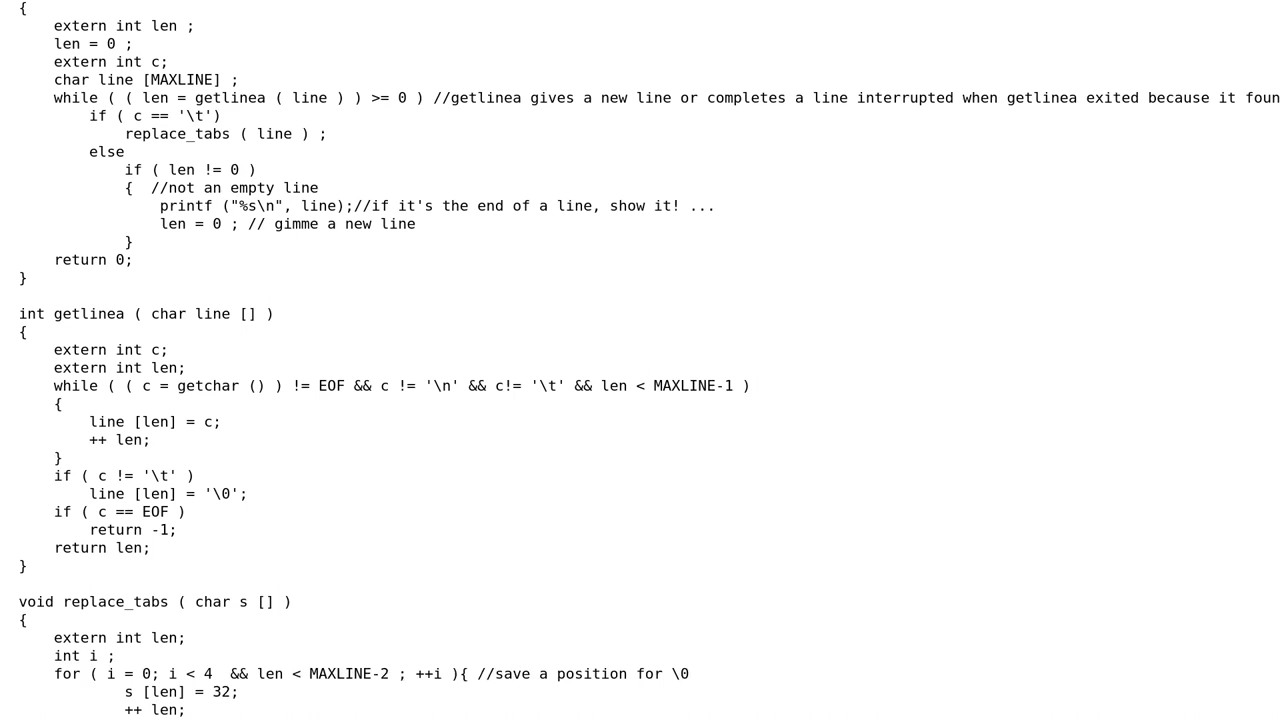 {
    extern int len ;
    len = 0 ;
    extern int c;
    char line [MAXLINE] ;
    while ( ( len = getlinea ( line ) ) >= 0 ) //getlinea gives a new line or completes a line interrupted when getlinea exited because it foun
        if ( c == '\t')
            replace_tabs ( line ) ;
        else
            if ( len != 0 )
            {  //not an empty line
                printf ("%s\n", line);//if it's the end of a line, show it! ...
                len = 0 ; // gimme a new line
            }
    return 0;
}

int getlinea ( char line [] )
{
    extern int c;
    extern int len;
    while ( ( c = getchar () ) != EOF && c != '\n' && c!= '\t' && len < MAXLINE-1 )
    {
        line [len] = c;
        ++ len;
    }
    if ( c != '\t' )
        line [len] = '\0';
    if ( c == EOF )
        return -1;
    return len;
}

void replace_tabs ( char s [] )
{
    extern int len;
    int i ;
    for ( i = 0; i < 4  && len < MAXLINE-2 ; ++i ){ //save a position for \0
            s [len] = 32;
            ++ len;